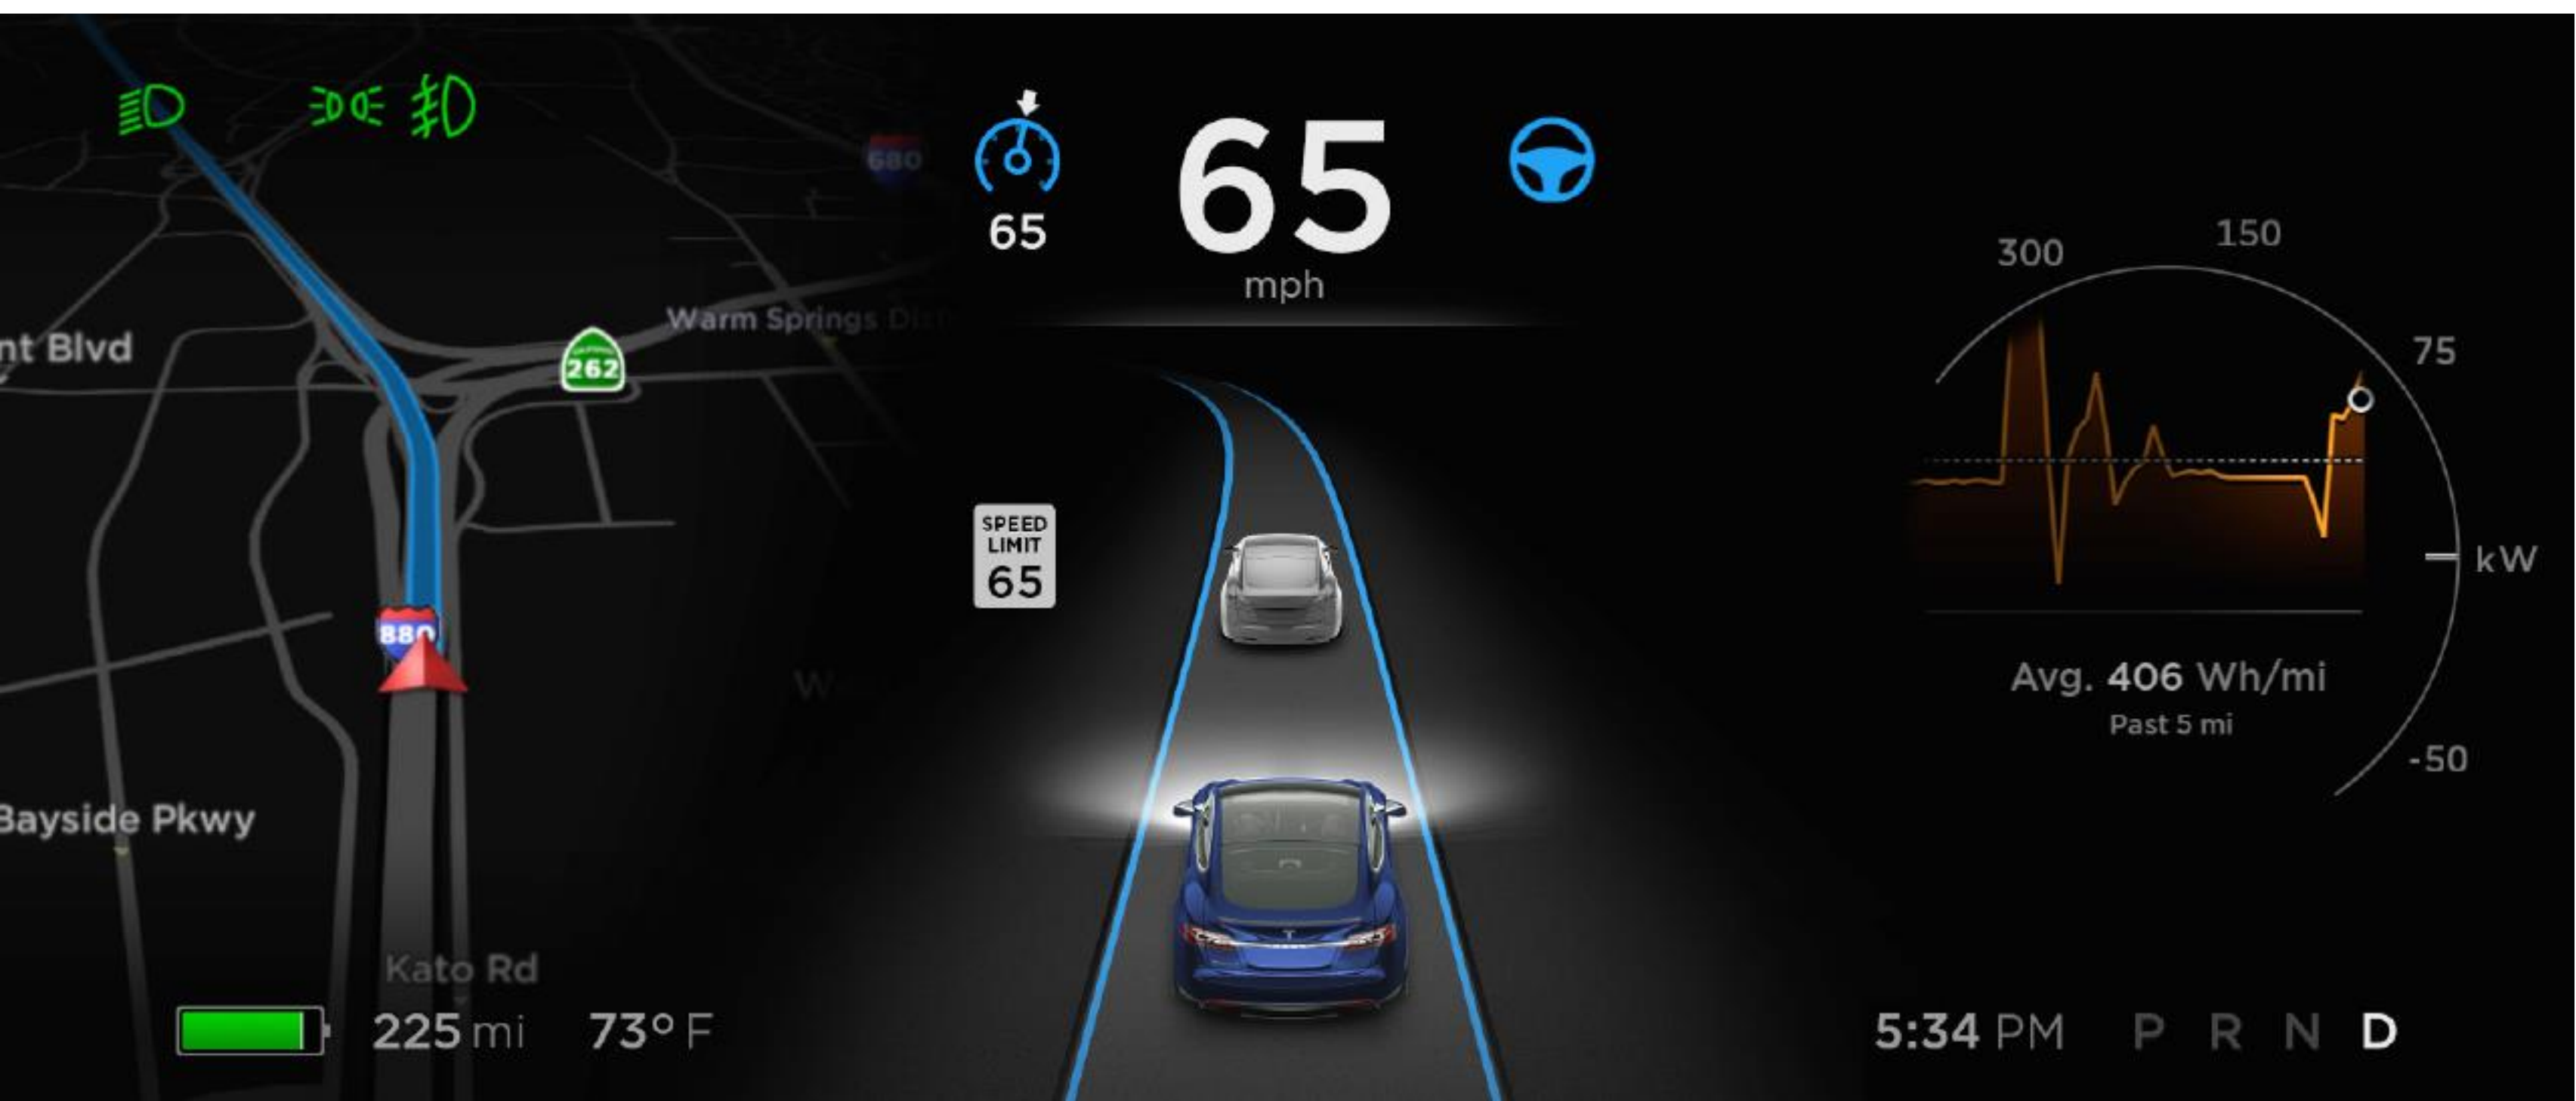 680
65
65
mph
300
150
Warm Springs
nt Blvd
262
75
SPEED
LIMIT
65
kW
880
Avg. 406 Wh/mi
Past 5 mi
-50
Bayside Pkwy
Kato Rd
225 mi
73° F
5:34 PM
P R N D